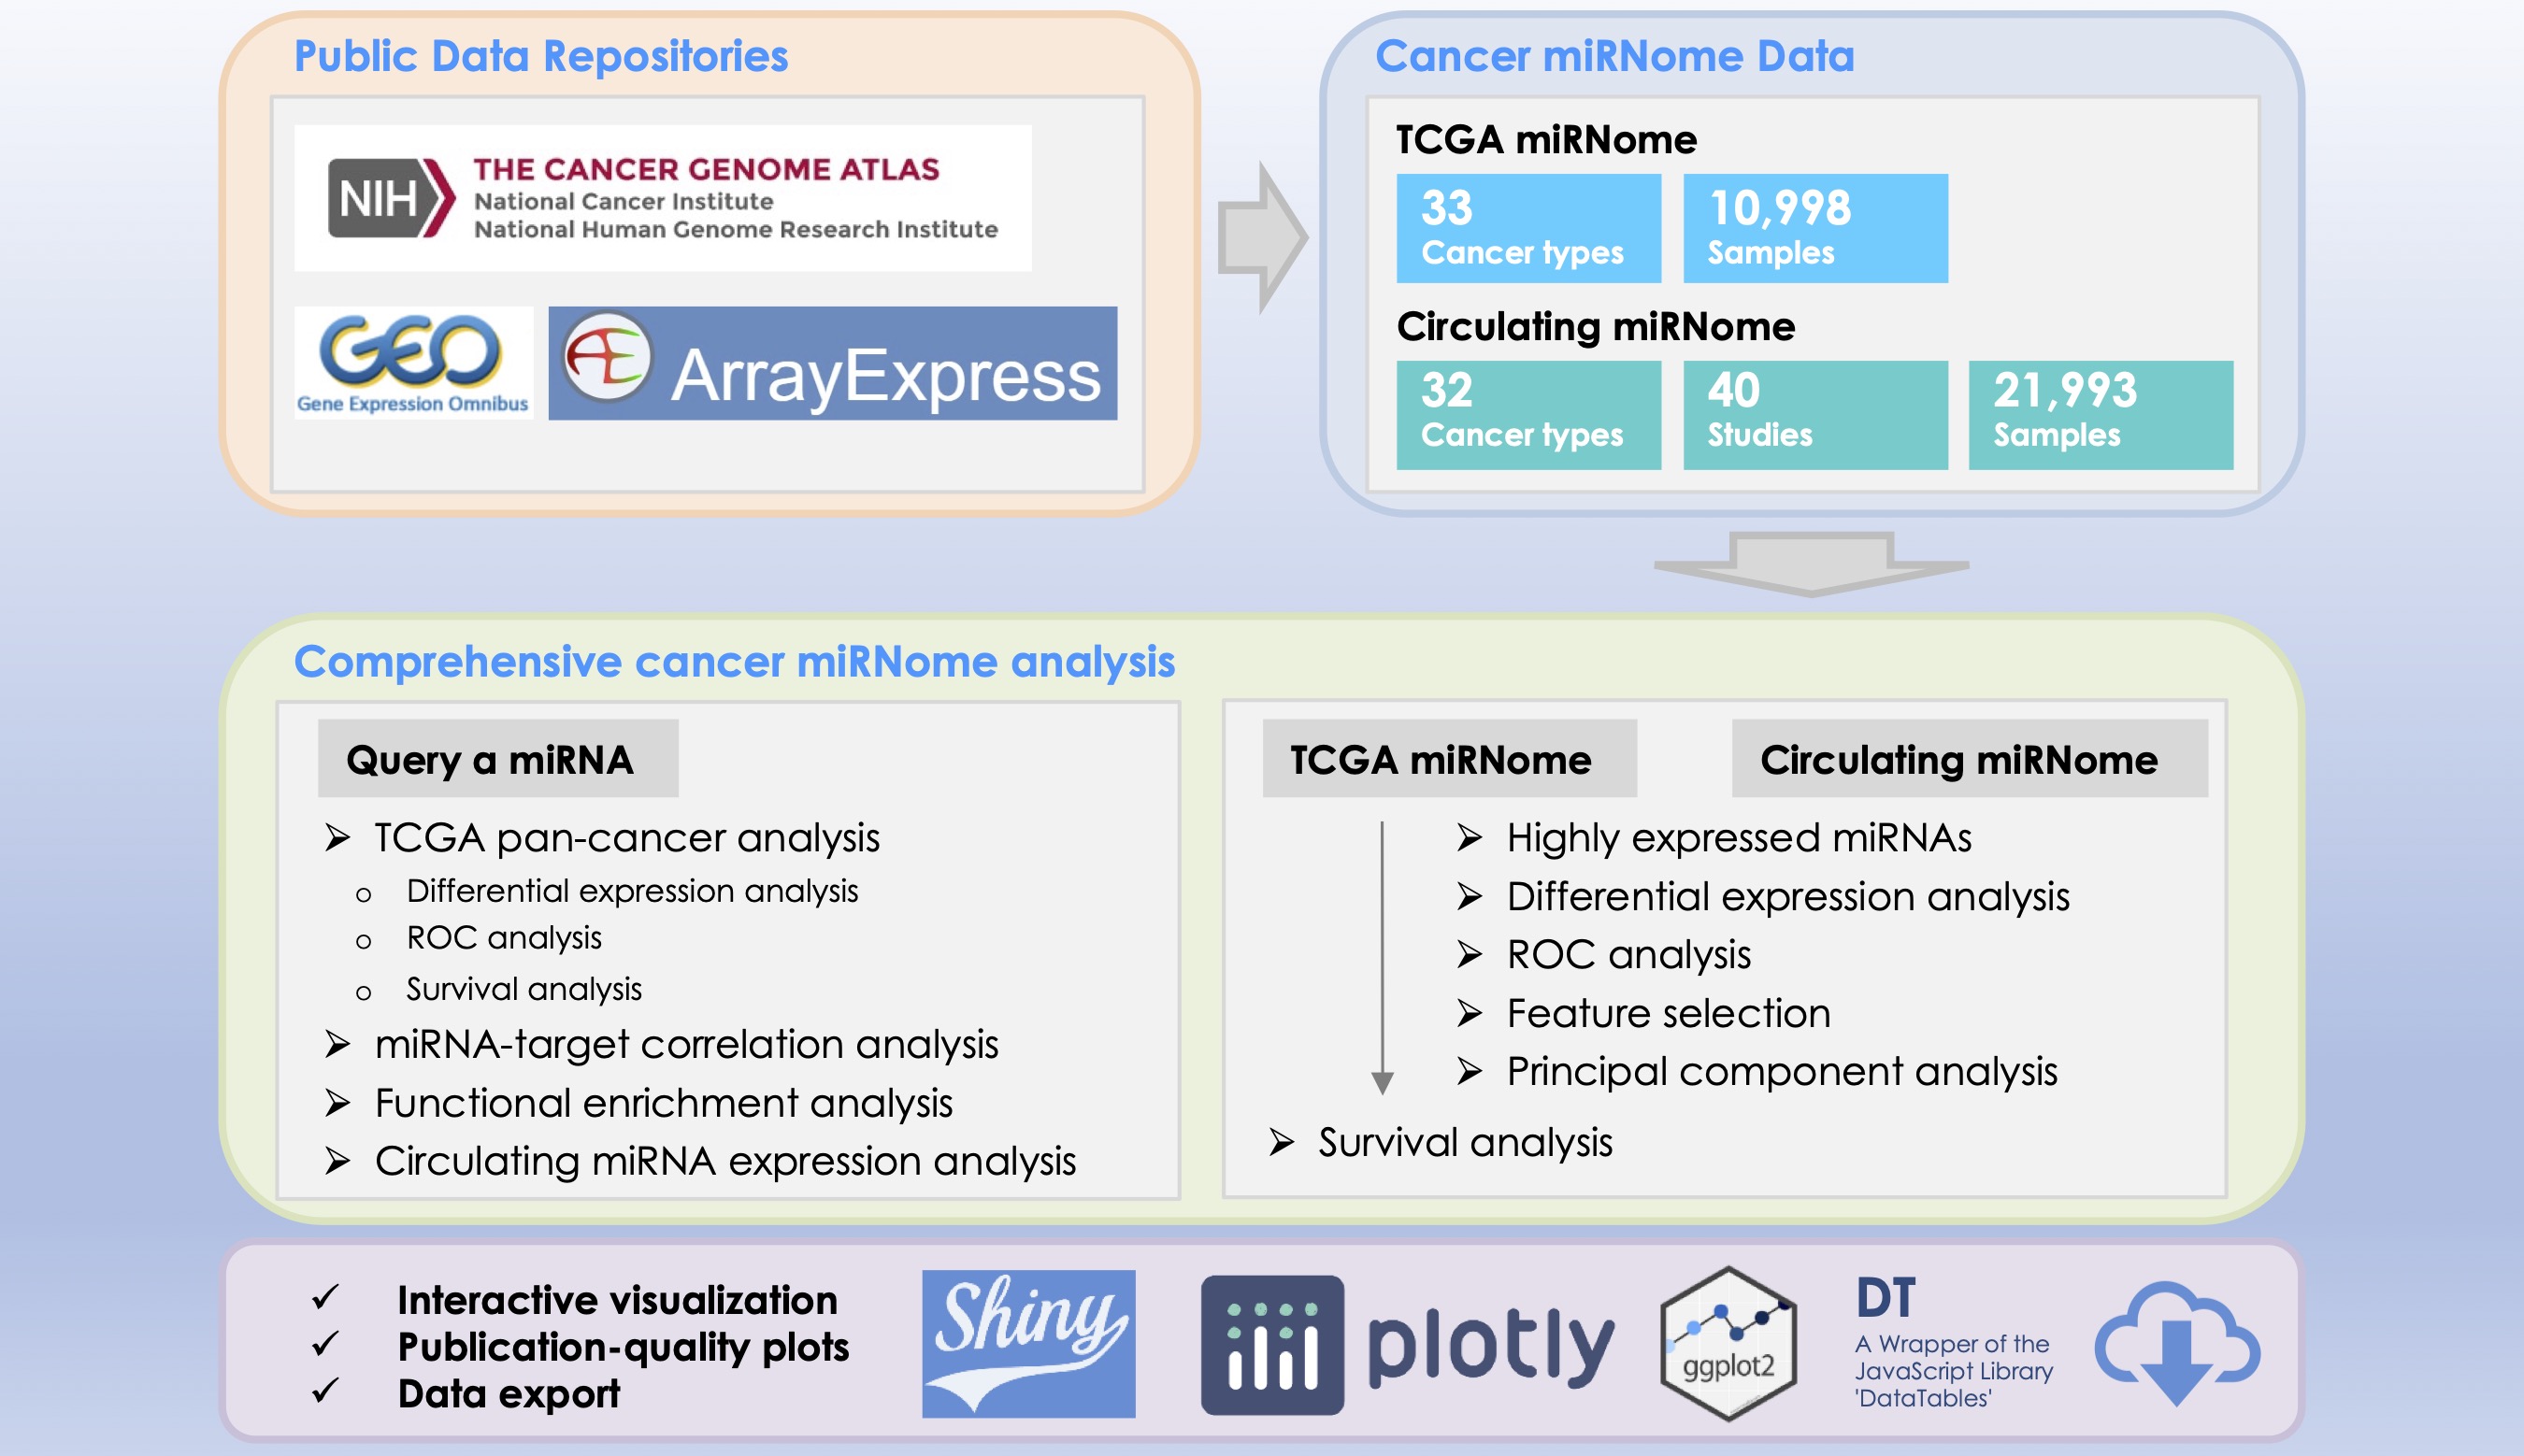 Public Data Repositories
NIH
THE CANCER GENOME ATLAS
National Cancer Institute
National Human Genome Research Institute
GEO
Gene Expression Omnibus
AE
ArrayExpress
Cancer miRNome Data
TCGA miRNome
33
Cancer types
10,998
Samples
Circulating miRNome
32
Cancer types
40
Studies
21,993
Samples
Comprehensive cancer miRNome analysis
Query a miRNA
TCGA pan-cancer analysis
Differential expression analysis
ROC analysis
Survival analysis
miRNA-target correlation analysis
Functional enrichment analysis
Circulating miRNA expression analysis
TCGA miRNome
Circulating miRNome
Highly expressed miRNAs
Differential expression analysis
ROC analysis
Feature selection
Principal component analysis
Survival analysis
Interactive visualization
Publication-quality plots
Data export
Shiny
plotly
ggplot2
DT
A Wrapper of the
JavaScript Library
'DataTables'